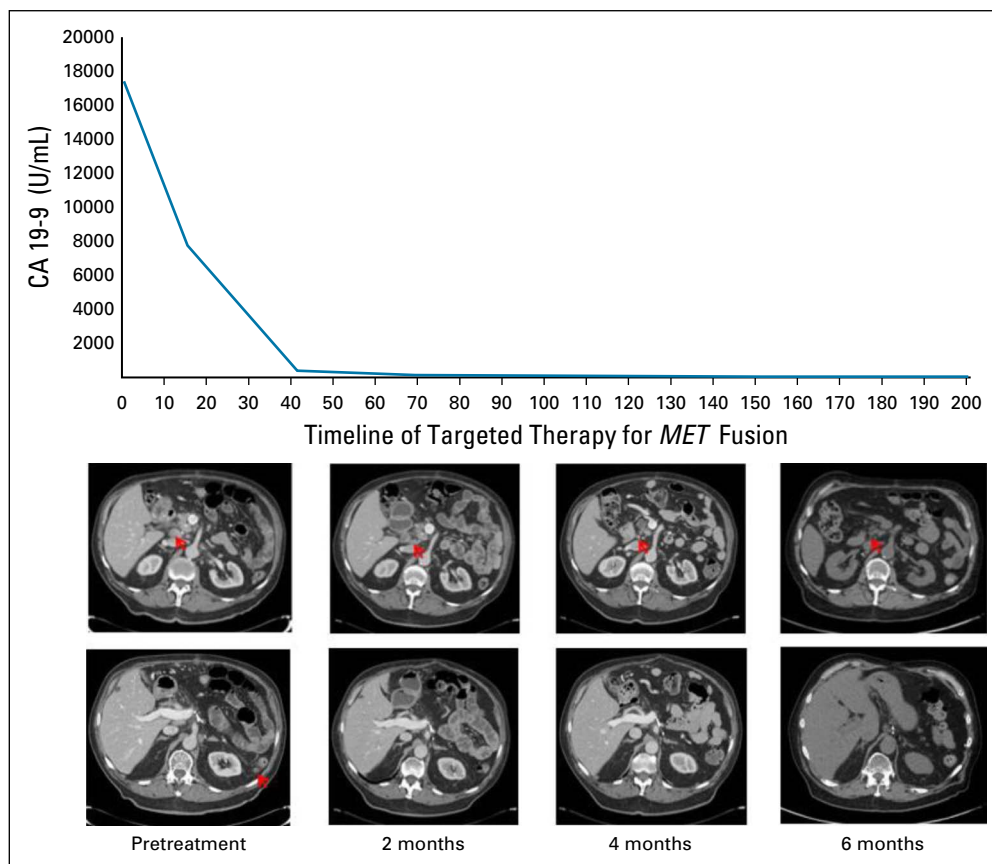 20000
18000
16000
14000
12000
10000
8000
6000
4000
2000
CA 19-9 (U/mL)
0 10 20 30 40 50 60 70 80 90 100 110 120 130 140 150 160 170 180 190 200
Timeline of Targeted Therapy for MET Fusion
Pretreatment 2 months 4 months 6 months